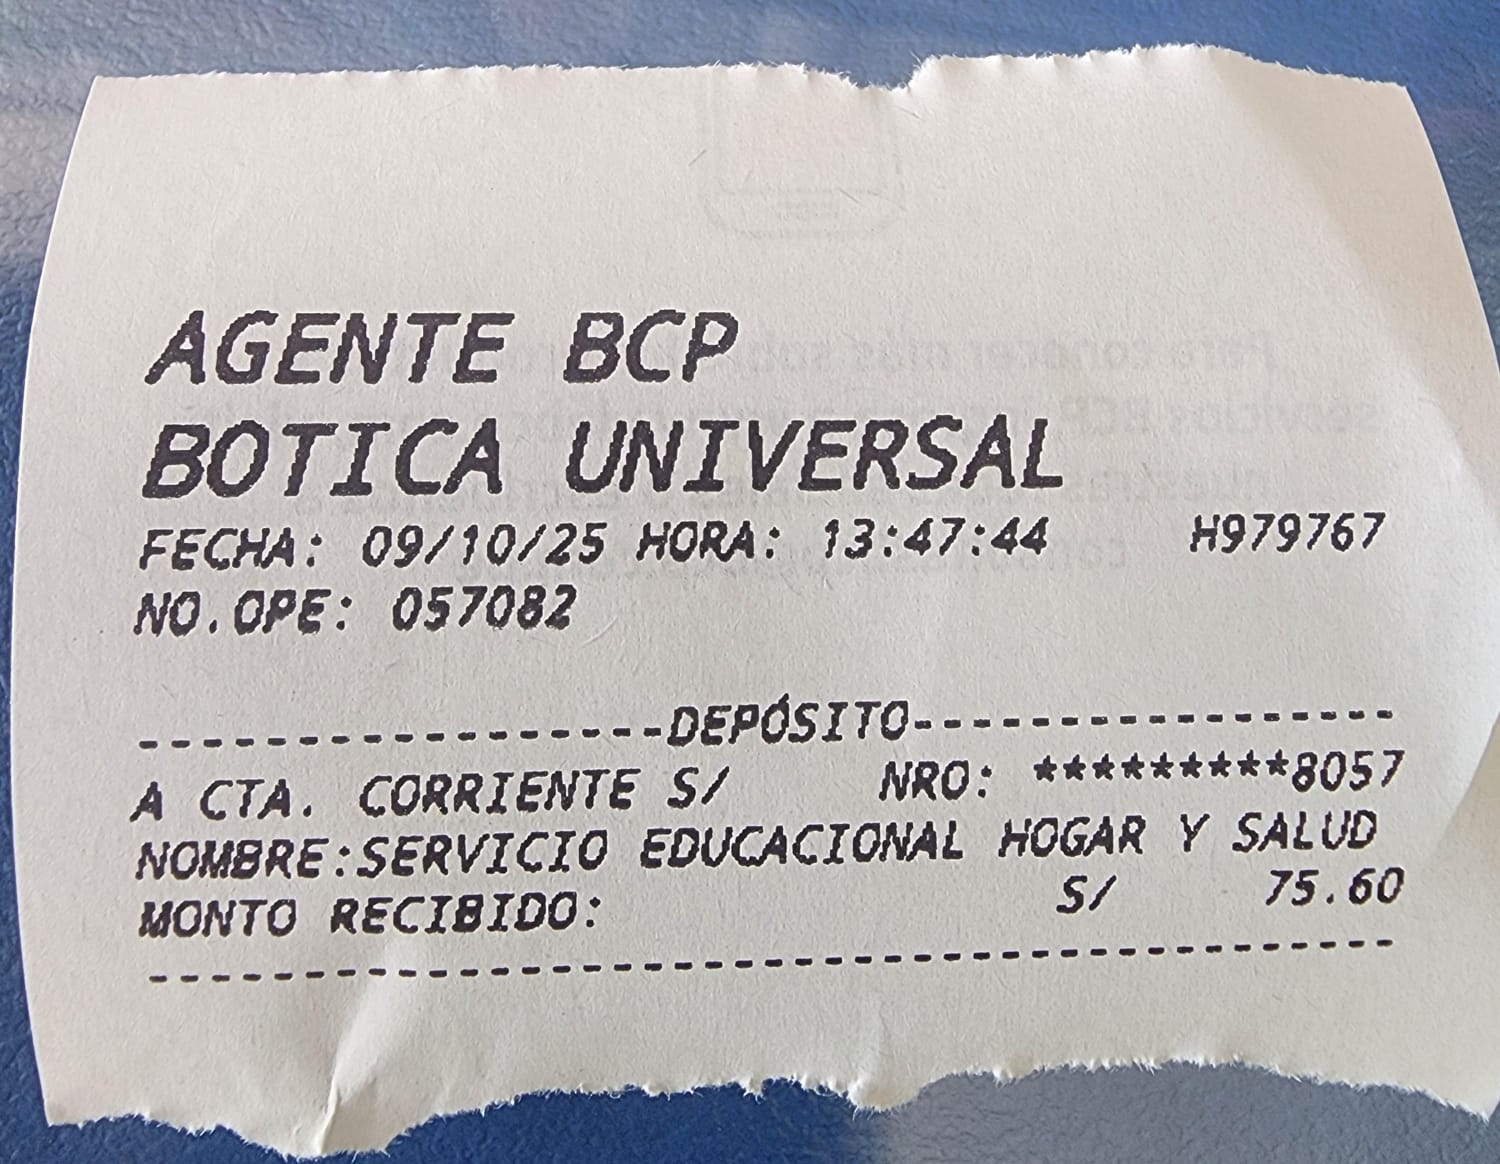 AGENTE BCP
BOTICA UNIVERSAL
FECHA: 09/10/25 HORA: 13:47:44 H979767
NO.OPE: 057082
-----------------DEPÓSITO----------------
A CTA. CORRIENTE S/ NRO: *********8057
NOMBRE:SERVICIO EDUCACIONAL HOGAR Y SALUD
MONTO RECIBIDO: S/ 75.60
-----------------------------------------